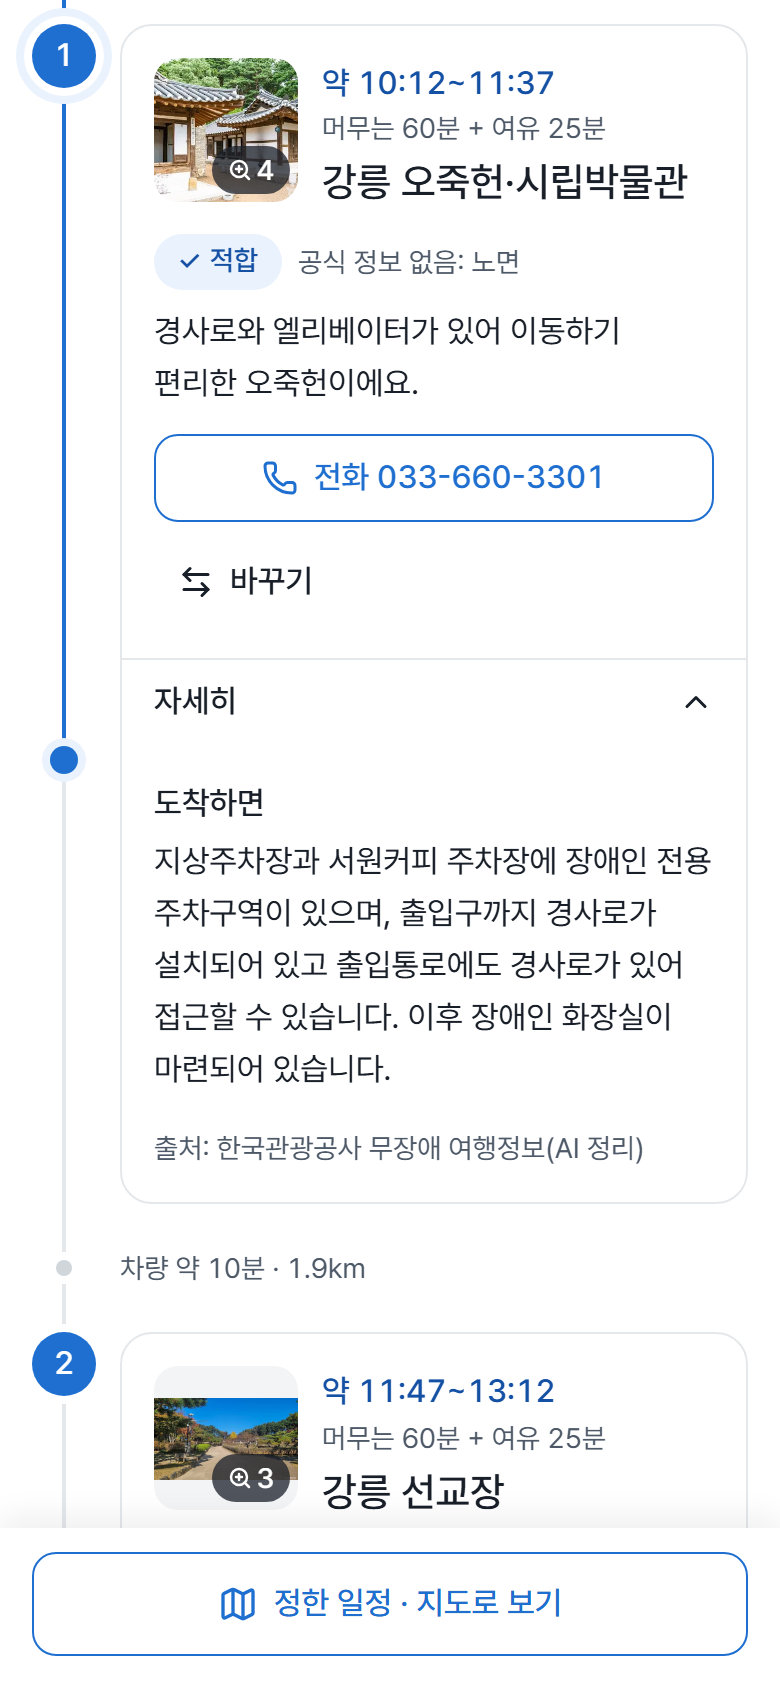 1
약 10:12~11:37
머무는 60분 + 여유 25분
4
강릉 오죽헌·시립박물관
적합
공식 정보 없음: 노면
경사로와 엘리베이터가 있어 이동하기
편리한 오죽헌이에요.
전화 033-660-3301
바꾸기
자세히
도착하면
지상주차장과 서원커피 주차장에 장애인 전용
주차구역이 있으며, 출입구까지 경사로가
설치되어 있고 출입통로에도 경사로가 있어
접근할 수 있습니다. 이후 장애인 화장실이
마련되어 있습니다.
출처: 한국관광공사 무장애 여행정보(AI 정리)
차량 약 10분 · 1.9km
2
약 11:47~13:12
머무는 60분 + 여유 25분
3
강릉 선교장
정한 일정 · 지도로 보기